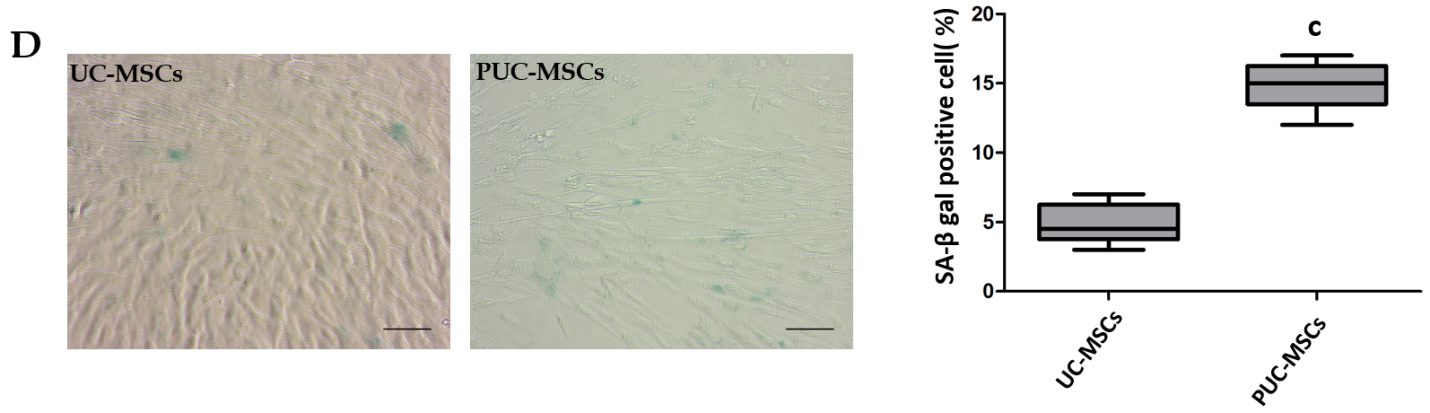 D
UC-MSCs
PUC-MSCs
SA-β gal positive cell( %)
20
15
10
5
0
c
UC-MSCs
PUC-MSCs